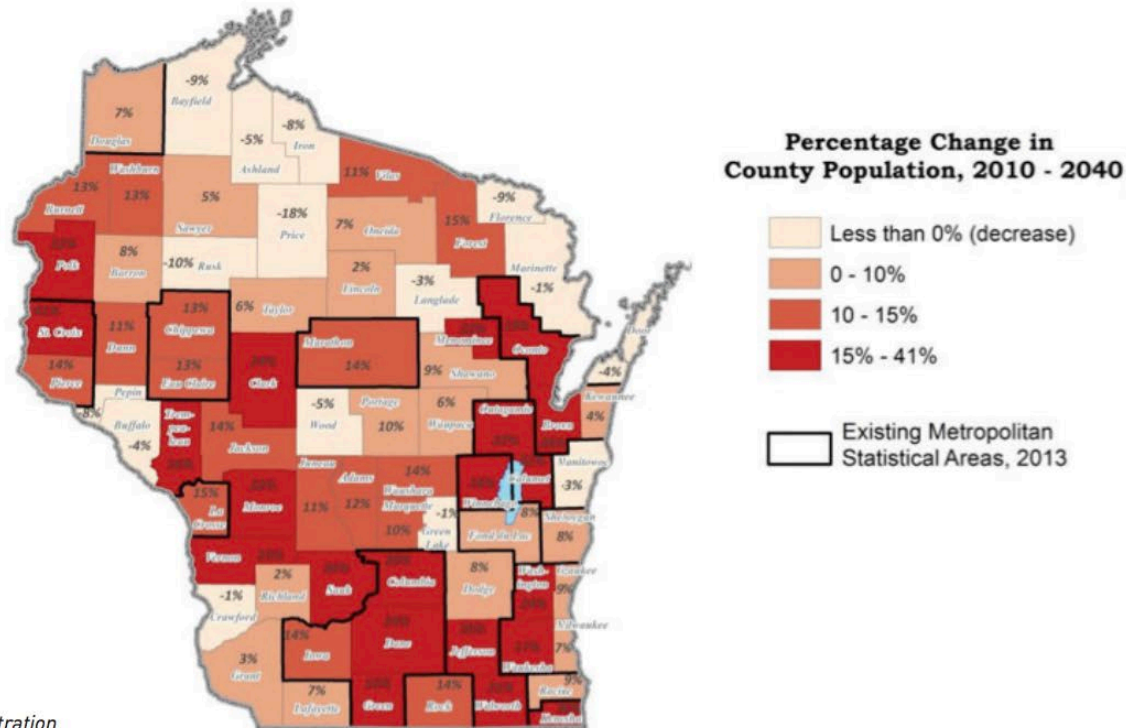 Percentage Change in
County Population, 2010 - 2040
Less than 0% (decrease)
0 - 10%
10 - 15%
15% - 41%
Existing Metropolitan
Statistical Areas, 2013
-9%
Bayfield
7%
Douglas
-8%
Iron
-5%
Ashland
Washburn
13%
13%
Burnett
5%
Sawyer
11% Vilas
-18%
Price
7% Oneida
15%
Forest
-9%
Florence
Polk
8%
Barron
-10% Rusk
2%
Lincoln
-3%
Langlade
Marinette
-1%
St. Croix
11%
Dunn
13%
Chippewa
6% Taylor
Marathon
14%
Menominee
Oconto
Door
-4%
14%
Pierce
13%
Eau Claire
Clark
9%
Shawano
Pepin
-8%
Buffalo
-4%
Trem-
pea-
leau
14%
Jackson
-5%
Wood
Portage
10%
6%
Waupaca
Outagamie
Brown
Kewaunee
4%
15%
La
Crosse
Monroe
Juneau
11%
Adams
12%
14%
Waushara
Marquette
10%
-1%
Green
Lake
Winnebago
Calumet
Manitowoc
-3%
Vernon
Fond du Lac
8%
Sheboygan
8%
-1%
Crawford
2%
Richland
Sauk
Columbia
8%
Dodge
Wash-
ington
Ozaukee
9%
3%
Grant
14%
Iowa
Dane
Jefferson
Waukesha
Milwaukee
7%
7%
Lafayette
Green
14%
Rock
Walworth
9%
Racine
Kenosha
tration